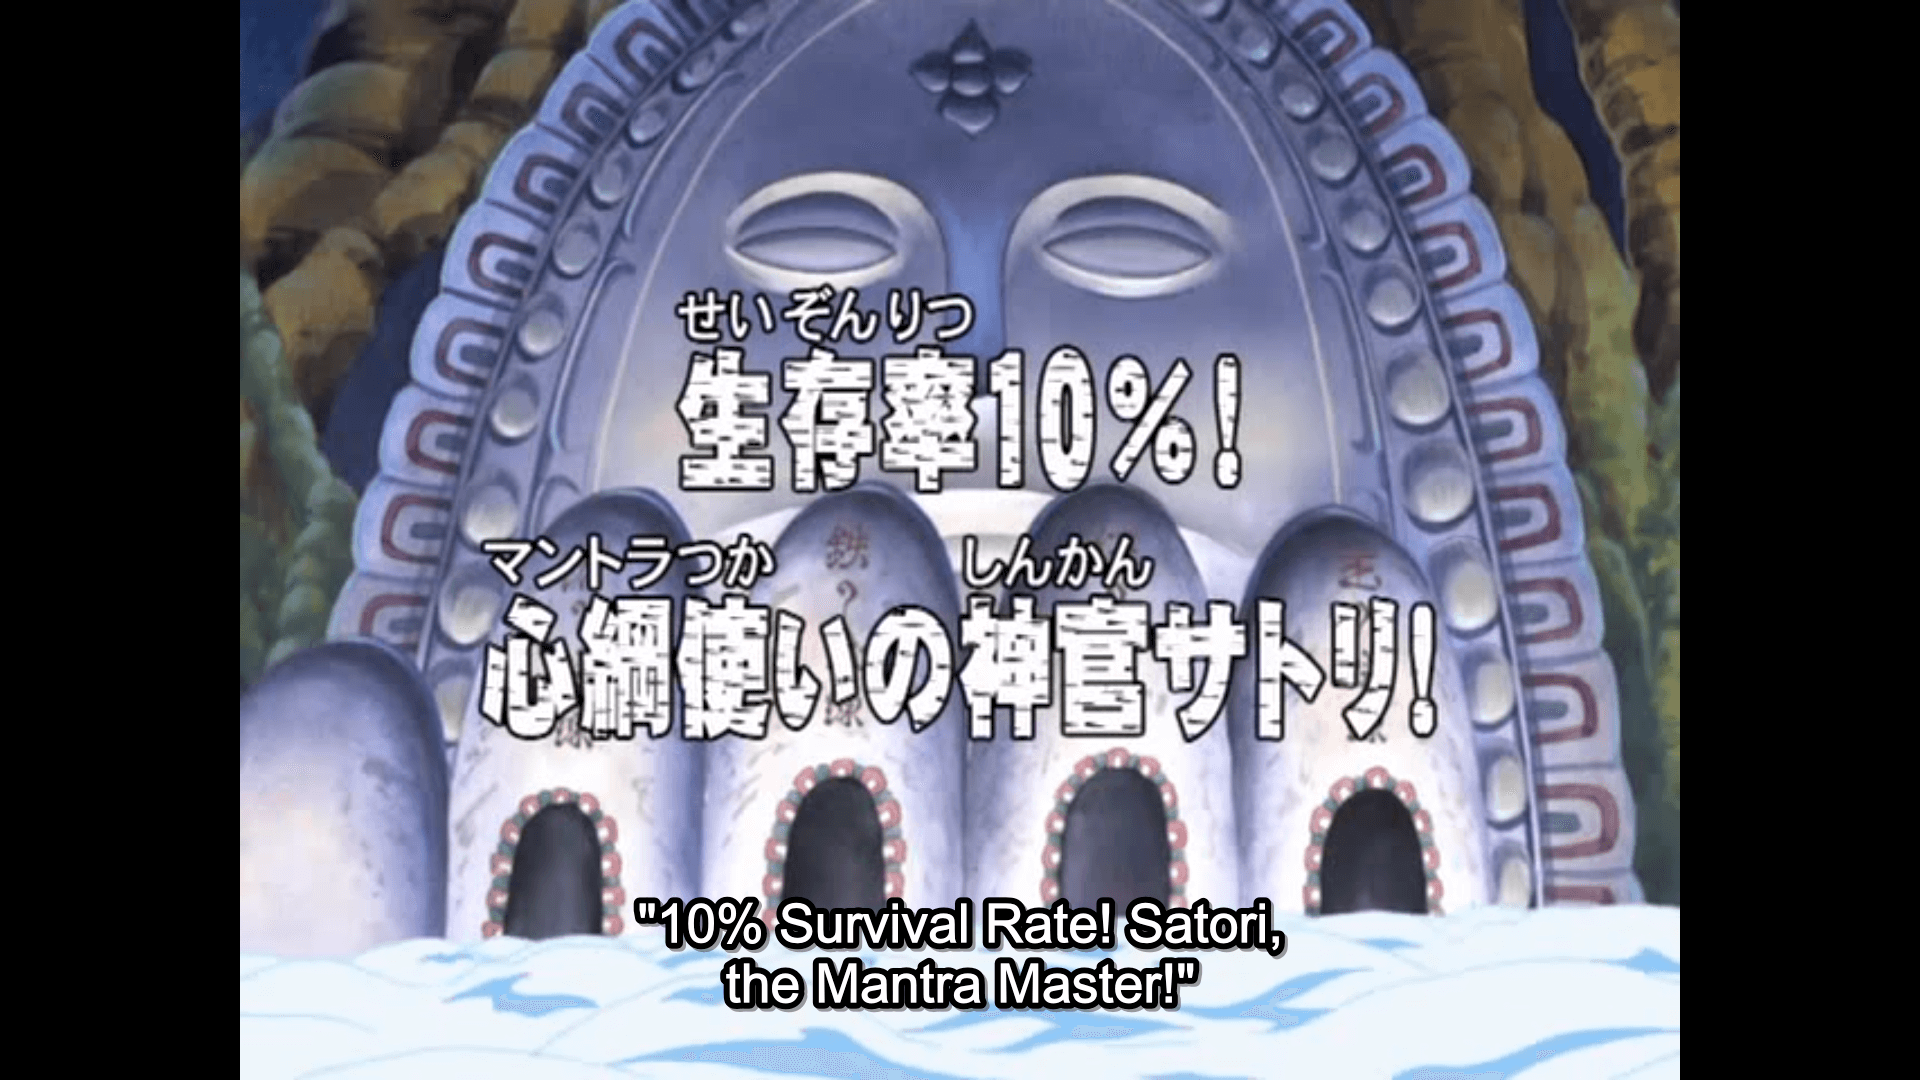 せいぞんりつ
生存率10%!
マントラつか しんかん
心綱使いの神官サトリ!
鉄
"10% Survival Rate! Satori,
the Mantra Master!"